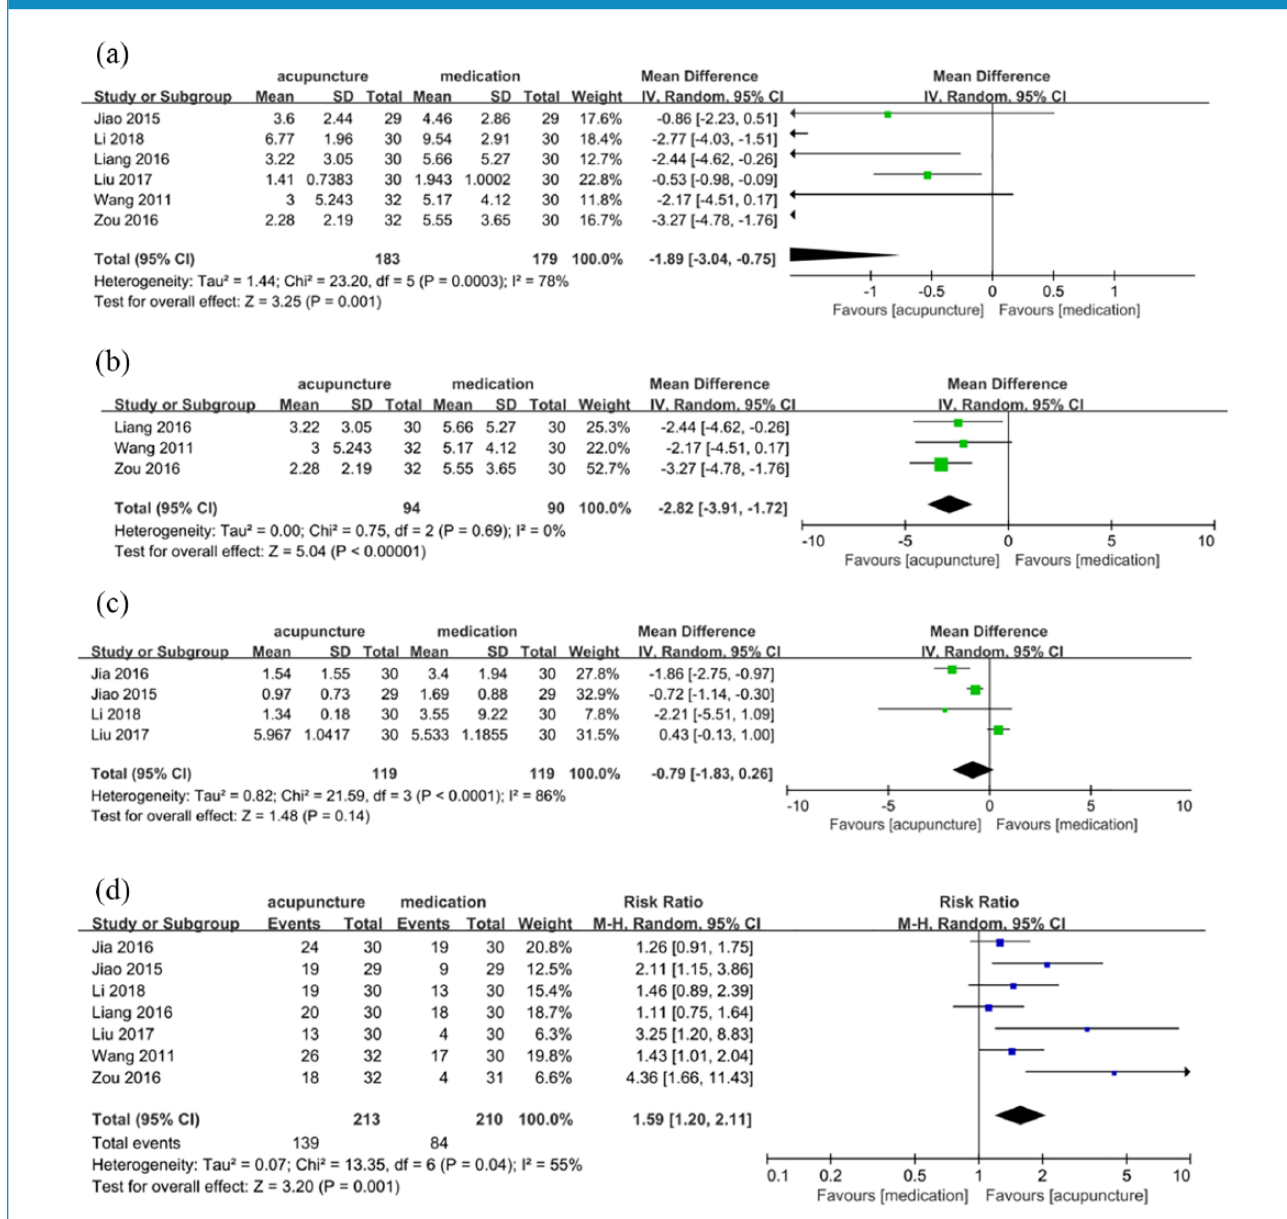 (a)
acupuncture medication Mean Difference Mean Difference
Study or Subgroup Mean SD Total Mean SD Total Weight IV, Random, 95% CI IV, Random, 95% CI
Jiao 2015 3.6 2.44 29 4.46 2.86 29 17.6% -0.86 [-2.23, 0.51]
Li 2018 6.77 1.96 30 9.54 2.91 30 18.4% -2.77 [-4.03, -1.51]
Liang 2016 3.22 3.05 30 5.66 5.27 30 12.7% -2.44 [-4.62, -0.26]
Liu 2017 1.41 0.7383 30 1.943 1.0002 30 22.8% -0.53 [-0.98, -0.09]
Wang 2011 3 5.243 32 5.17 4.12 30 11.8% -2.17 [-4.51, 0.17]
Zou 2016 2.28 2.19 32 5.55 3.65 30 16.7% -3.27 [-4.78, -1.76]
Total (95% CI) 183 179 100.0% -1.89 [-3.04, -0.75]
Heterogeneity: Tau² = 1.44; Chi² = 23.20, df = 5 (P = 0.0003); I² = 78%
Test for overall effect: Z = 3.25 (P = 0.001)
-1 -0.5 0 0.5 1
Favours [acupuncture] Favours [medication]
(b)
acupuncture medication Mean Difference Mean Difference
Study or Subgroup Mean SD Total Mean SD Total Weight IV, Random, 95% CI IV, Random, 95% CI
Liang 2016 3.22 3.05 30 5.66 5.27 30 25.3% -2.44 [-4.62, -0.26]
Wang 2011 3 5.243 32 5.17 4.12 30 22.0% -2.17 [-4.51, 0.17]
Zou 2016 2.28 2.19 32 5.55 3.65 30 52.7% -3.27 [-4.78, -1.76]
Total (95% CI) 94 90 100.0% -2.82 [-3.91, -1.72]
Heterogeneity: Tau² = 0.00; Chi² = 0.75, df = 2 (P = 0.69); I² = 0%
Test for overall effect: Z = 5.04 (P < 0.00001)
-10 -5 0 5 10
Favours [acupuncture] Favours [medication]
(c)
acupuncture medication Mean Difference Mean Difference
Study or Subgroup Mean SD Total Mean SD Total Weight IV, Random, 95% CI IV, Random, 95% CI
Jia 2016 1.54 1.55 30 3.4 1.94 30 27.8% -1.86 [-2.75, -0.97]
Jiao 2015 0.97 0.73 29 1.69 0.88 29 32.9% -0.72 [-1.14, -0.30]
Li 2018 1.34 0.18 30 3.55 9.22 30 7.8% -2.21 [-5.51, 1.09]
Liu 2017 5.967 1.0417 30 5.533 1.1855 30 31.5% 0.43 [-0.13, 1.00]
Total (95% CI) 119 119 100.0% -0.79 [-1.83, 0.26]
Heterogeneity: Tau² = 0.82; Chi² = 21.59, df = 3 (P < 0.0001); I² = 86%
Test for overall effect: Z = 1.48 (P = 0.14)
-10 -5 0 5 10
Favours [acupuncture] Favours [medication]
(d)
acupuncture medication Risk Ratio Risk Ratio
Study or Subgroup Events Total Events Total Weight M-H, Random, 95% CI M-H, Random, 95% CI
Jia 2016 24 30 19 30 20.8% 1.26 [0.91, 1.75]
Jiao 2015 19 29 9 29 12.5% 2.11 [1.15, 3.86]
Li 2018 19 30 13 30 15.4% 1.46 [0.89, 2.39]
Liang 2016 20 30 18 30 18.7% 1.11 [0.75, 1.64]
Liu 2017 13 30 4 30 6.3% 3.25 [1.20, 8.83]
Wang 2011 26 32 17 30 19.8% 1.43 [1.01, 2.04]
Zou 2016 18 32 4 31 6.6% 4.36 [1.66, 11.43]
Total (95% CI) 213 210 100.0% 1.59 [1.20, 2.11]
Total events 139 84
Heterogeneity: Tau² = 0.07; Chi² = 13.35, df = 6 (P = 0.04); I² = 55%
Test for overall effect: Z = 3.20 (P = 0.001)
0.1 0.2 0.5 1 2 5 10
Favours [medication] Favours [acupuncture]